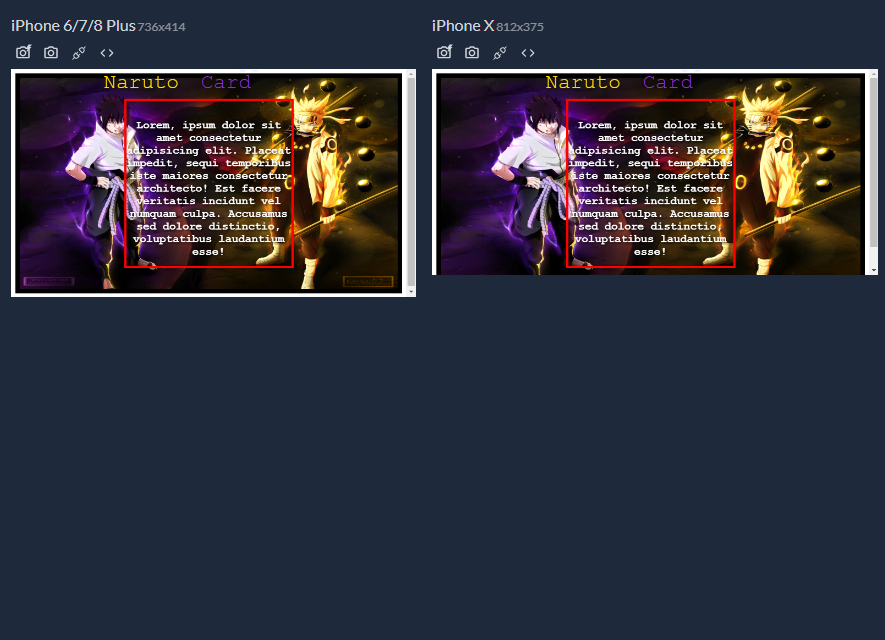 iPhone 6/7/8 Plus 736x414
Naruto Card
Lorem, ipsum dolor sit
amet consectetur
adipisicing elit. Placeat
impedit, sequi temporibus
iste maiores consectetur
architecto! Est facere
veritatis incidunt vel
numquam culpa. Accusamus
sed dolore distinctio,
voluptatibus laudantium
esse!
iPhone X 812x375
Naruto Card
Lorem, ipsum dolor sit
amet consectetur
adipisicing elit. Placeat
impedit, sequi temporibus
iste maiores consectetur
architecto! Est facere
veritatis incidunt vel
numquam culpa. Accusamus
sed dolore distinctio,
voluptatibus laudantium
esse!